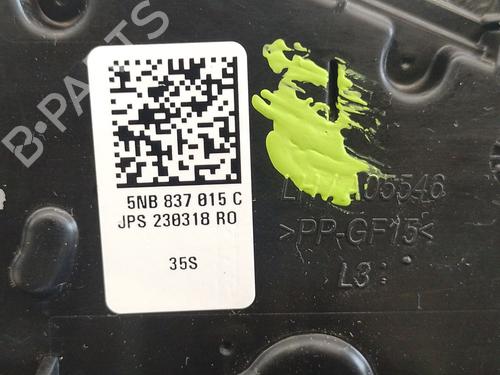 B-PARTS
5NB 837 015 C
JPS 230318 RO
35S
>PP-GF15<
L3: